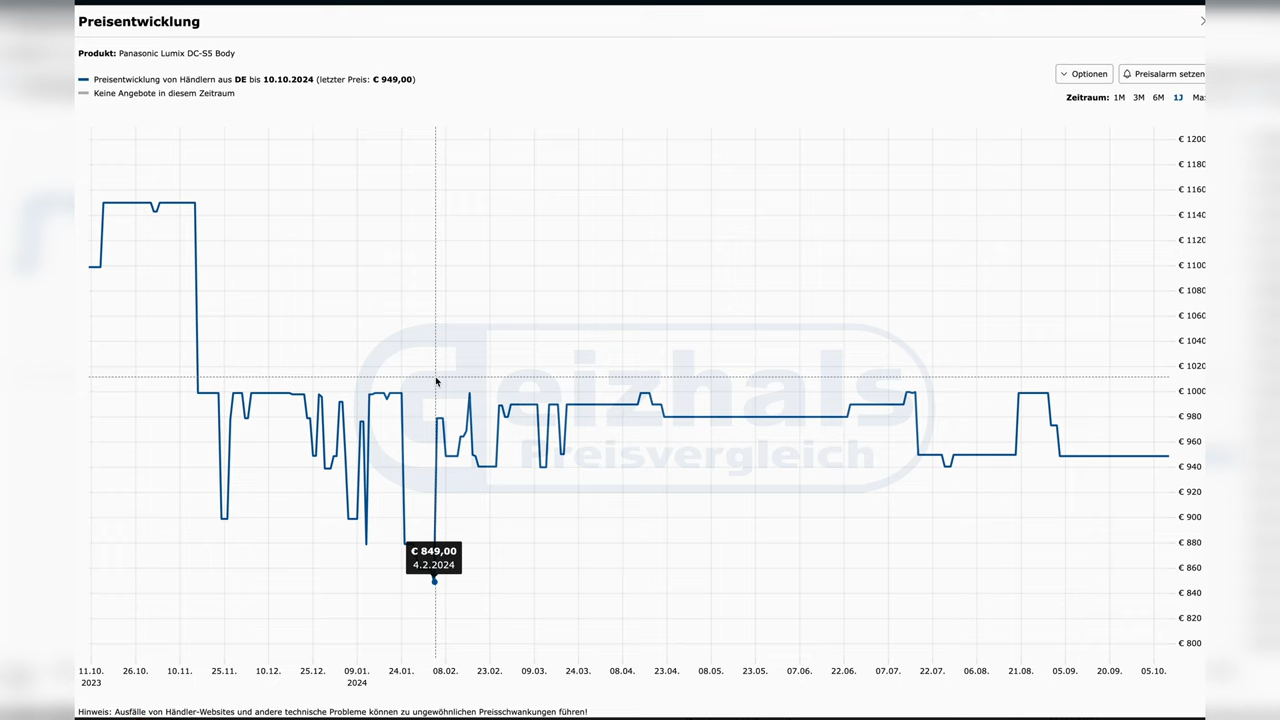 Preisentwicklung
Produkt: Panasonic Lumix DC-S5 Body
Preisentwicklung von Händlern aus DE bis 10.10.2024 (letzter Preis: € 949,00)
Keine Angebote in diesem Zeitraum
Optionen
Preisalarm setzen
Zeitraum: 1M 3M 6M 1J Max
€ 1200
€ 1180
€ 1160
€ 1140
€ 1120
€ 1100
€ 1080
€ 1060
€ 1040
€ 1020
€ 1000
€ 980
€ 960
€ 940
€ 920
€ 900
€ 880
€ 860
€ 840
€ 820
€ 800
geizhals
Preisvergleich
€ 849,00
4.2.2024
11.10. 26.10. 10.11. 25.11. 10.12. 25.12. 09.01. 24.01. 08.02. 23.02. 09.03. 24.03. 08.04. 23.04. 08.05. 23.05. 07.06. 22.06. 07.07. 22.07. 06.08. 21.08. 05.09. 20.09. 05.10.
2023 2024
Hinweis: Ausfälle von Händler-Websites und andere technische Probleme können zu ungewöhnlichen Preisschwankungen führen!